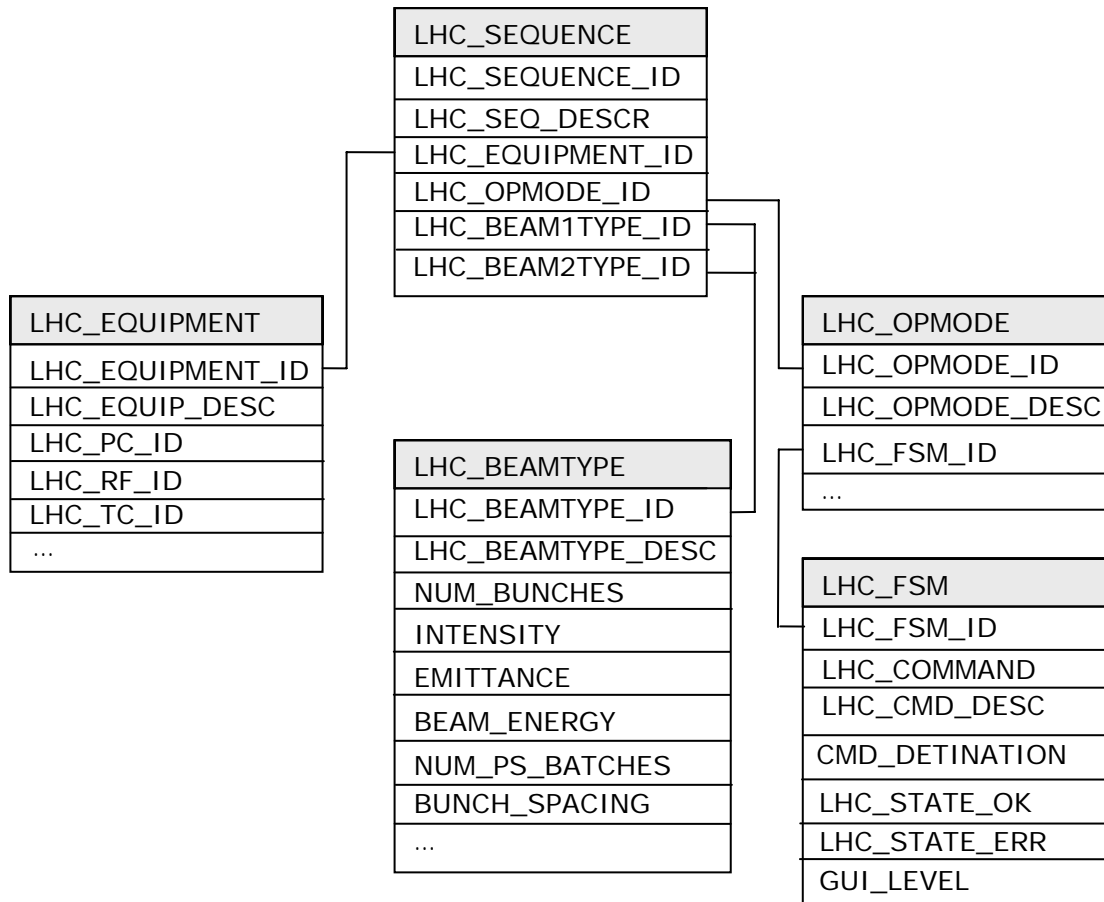 LHC_SEQUENCE
LHC_SEQUENCE_ID
LHC_SEQ_DESCR
LHC_EQUIPMENT_ID
LHC_OPMODE_ID
LHC_BEAM1TYPE_ID
LHC_BEAM2TYPE_ID
LHC_EQUIPMENT
LHC_EQUIPMENT_ID
LHC_EQUIP_DESC
LHC_PC_ID
LHC_RF_ID
LHC_TC_ID
...
LHC_BEAMTYPE
LHC_BEAMTYPE_ID
LHC_BEAMTYPE_DESC
NUM_BUNCHES
INTENSITY
EMITTANCE
BEAM_ENERGY
NUM_PS_BATCHES
BUNCH_SPACING
...
LHC_OPMODE
LHC_OPMODE_ID
LHC_OPMODE_DESC
LHC_FSM_ID
...
LHC_FSM
LHC_FSM_ID
LHC_COMMAND
LHC_CMD_DESC
CMD_DETINATION
LHC_STATE_OK
LHC_STATE_ERR
GUI_LEVEL